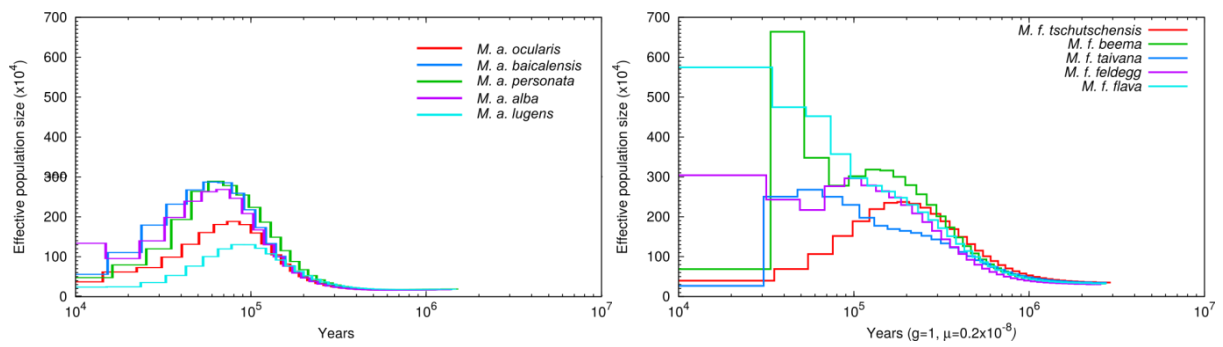 700
600
500
400
300
200
100
0
Effective population size (x10⁴)
10⁴
10⁵
10⁶
10⁷
Years
M. a. ocularis
M. a. baicalensis
M. a. personata
M. a. alba
M. a. lugens
700
600
500
400
300
200
100
0
Effective population size (x10⁴)
10⁴
10⁵
10⁶
10⁷
Years (g=1, μ=0.2x10⁻⁸)
M. f. tschutschensis
M. f. beema
M. f. taivana
M. f. feldegg
M. f. flava